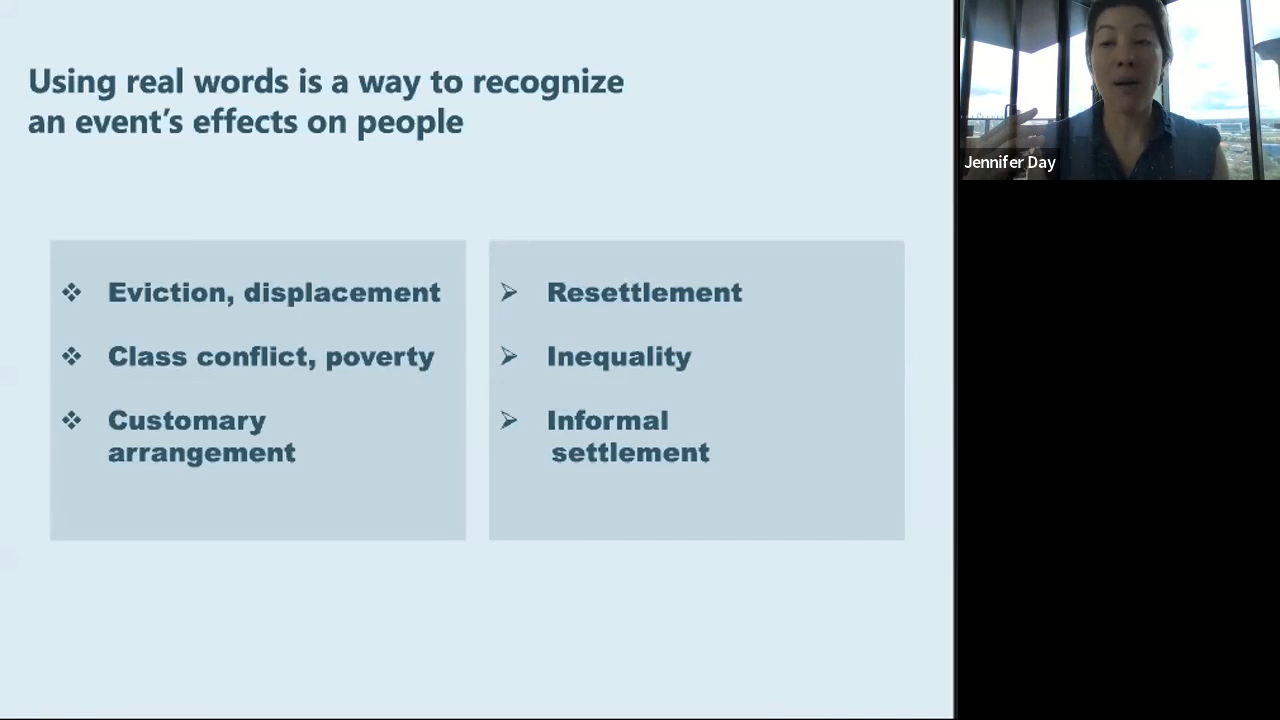 Using real words is a way to recognize
an event's effects on people
Eviction, displacement
Class conflict, poverty
Customary
arrangement
Resettlement
Inequality
Informal
settlement
Jennifer Day